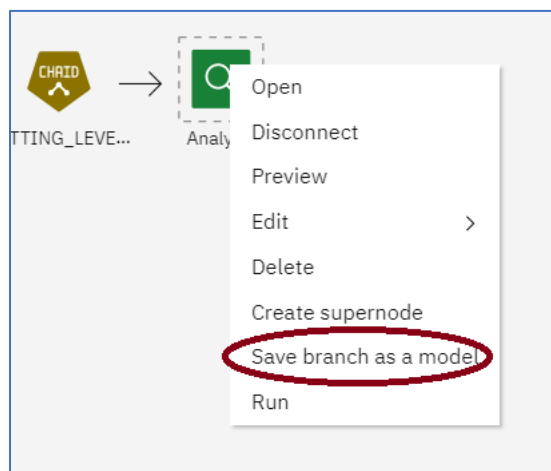 CHAID
TTING_LEVE...
Analy
Open
Disconnect
Preview
Edit
Delete
Create supernode
Save branch as a model
Run